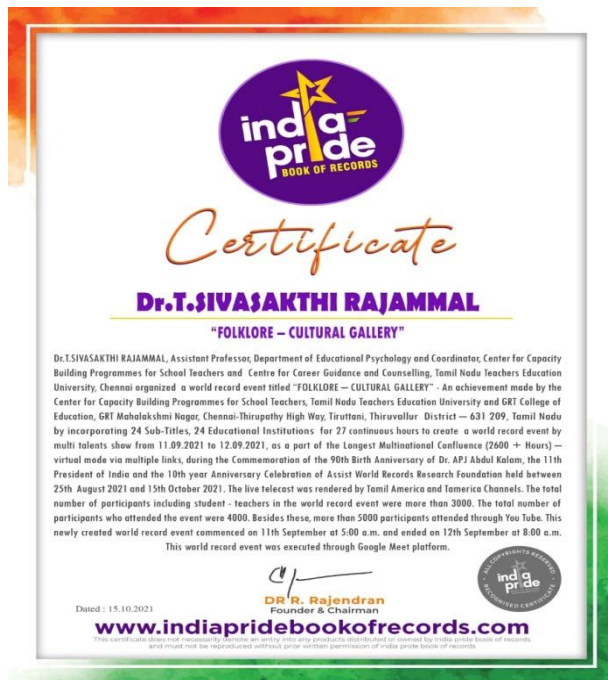 india
pride
BOOK OF RECORDS
Certificate
Dr.T.SIVASAKTHI RAJAMMAL
"FOLKLORE – CULTURAL GALLERY"
Dr.T.SIVASAKTHI RAJAMMAL, Assistant Professor, Department of Educational Psychology and Coordinator, Center for Capacity
Building Programmes for School Teachers and Centre for Career Guidance and Counselling, Tamil Nadu Teachers Education
University, Chennai organized a world record event titled "FOLKLORE – CULTURAL GALLERY" - An achievement made by the
Center for Capacity Building Programmes for School Teachers, Tamil Nadu Teachers Education University and GRT College of
Education, GRT Mahalakshmi Nagar, Chennai-Thirupathy High Way, Tiruttani, Thiruvallur District – 631 209, Tamil Nadu
by incorporating 24 Sub-Titles, 24 Educational Institutions for 27 continuous hours to create a world record event by
multi talents show from 11.09.2021 to 12.09.2021, as a part of the Longest Multinational Confluence (2600 + Hours) –
virtual mode via multiple links, during the Commemoration of the 90th Birth Anniversary of Dr. APJ Abdul Kalam, the 11th
President of India and the 10th year Anniversary Celebration of Assist World Records Research Foundation held between
25th August 2021 and 15th October 2021. The live telecast was rendered by Tamil America and Tamerica Channels. The total
number of participants including student - teachers in the world record event were more than 3000. The total number of
participants who attended the event were 4000. Besides these, more than 5000 participants attended through You Tube. This
newly created world record event commenced on 11th September at 5:00 a.m. and ended on 12th September at 8:00 a.m.
This world record event was executed through Google Meet platform.
ALL COPYRIGHTS RESERVED
india
pride
RECOGNISED CERTIFICATE
DR R. Rajendran
Founder & Chairman
Dated : 15.10.2021
www.indiapridebookofrecords.com
This certificate does not necessarily denote an entry into any products distributed or owned by india pride book of records
and must not be reproduced without prior written permission of india pride book of records